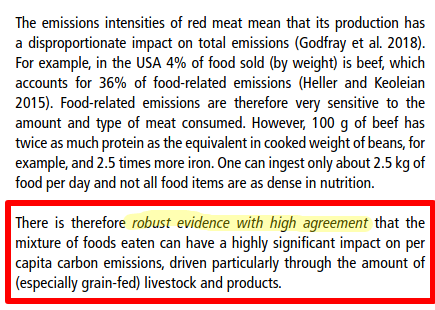 The emissions intensities of red meat mean that its production has
a disproportionate impact on total emissions (Godfray et al. 2018).
For example, in the USA 4% of food sold (by weight) is beef, which
accounts for 36% of food-related emissions (Heller and Keoleian
2015). Food-related emissions are therefore very sensitive to the
amount and type of meat consumed. However, 100 g of beef has
twice as much protein as the equivalent in cooked weight of beans, for
example, and 2.5 times more iron. One can ingest only about 2.5 kg of
food per day and not all food items are as dense in nutrition.
There is therefore robust evidence with high agreement that the
mixture of foods eaten can have a highly significant impact on per
capita carbon emissions, driven particularly through the amount of
(especially grain-fed) livestock and products.